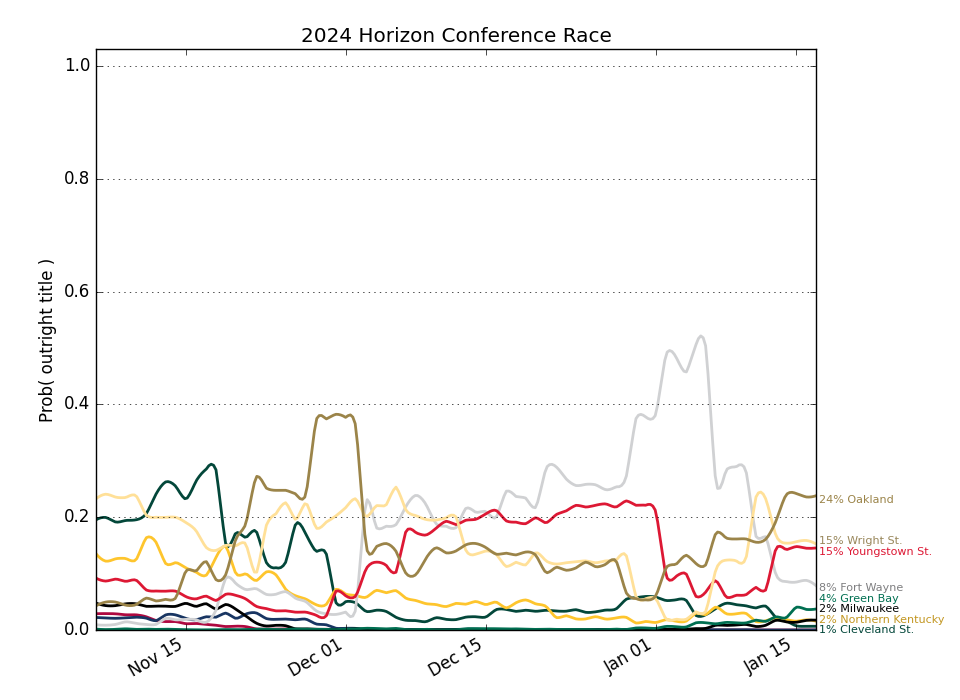 2024 Horizon Conference Race
Prob( outright title )
1.0
0.8
0.6
0.4
0.2
0.0
Nov 15
Dec 01
Dec 15
Jan 01
Jan 15
24% Oakland
15% Wright St.
15% Youngstown St.
8% Fort Wayne
4% Green Bay
2% Milwaukee
2% Northern Kentucky
1% Cleveland St.